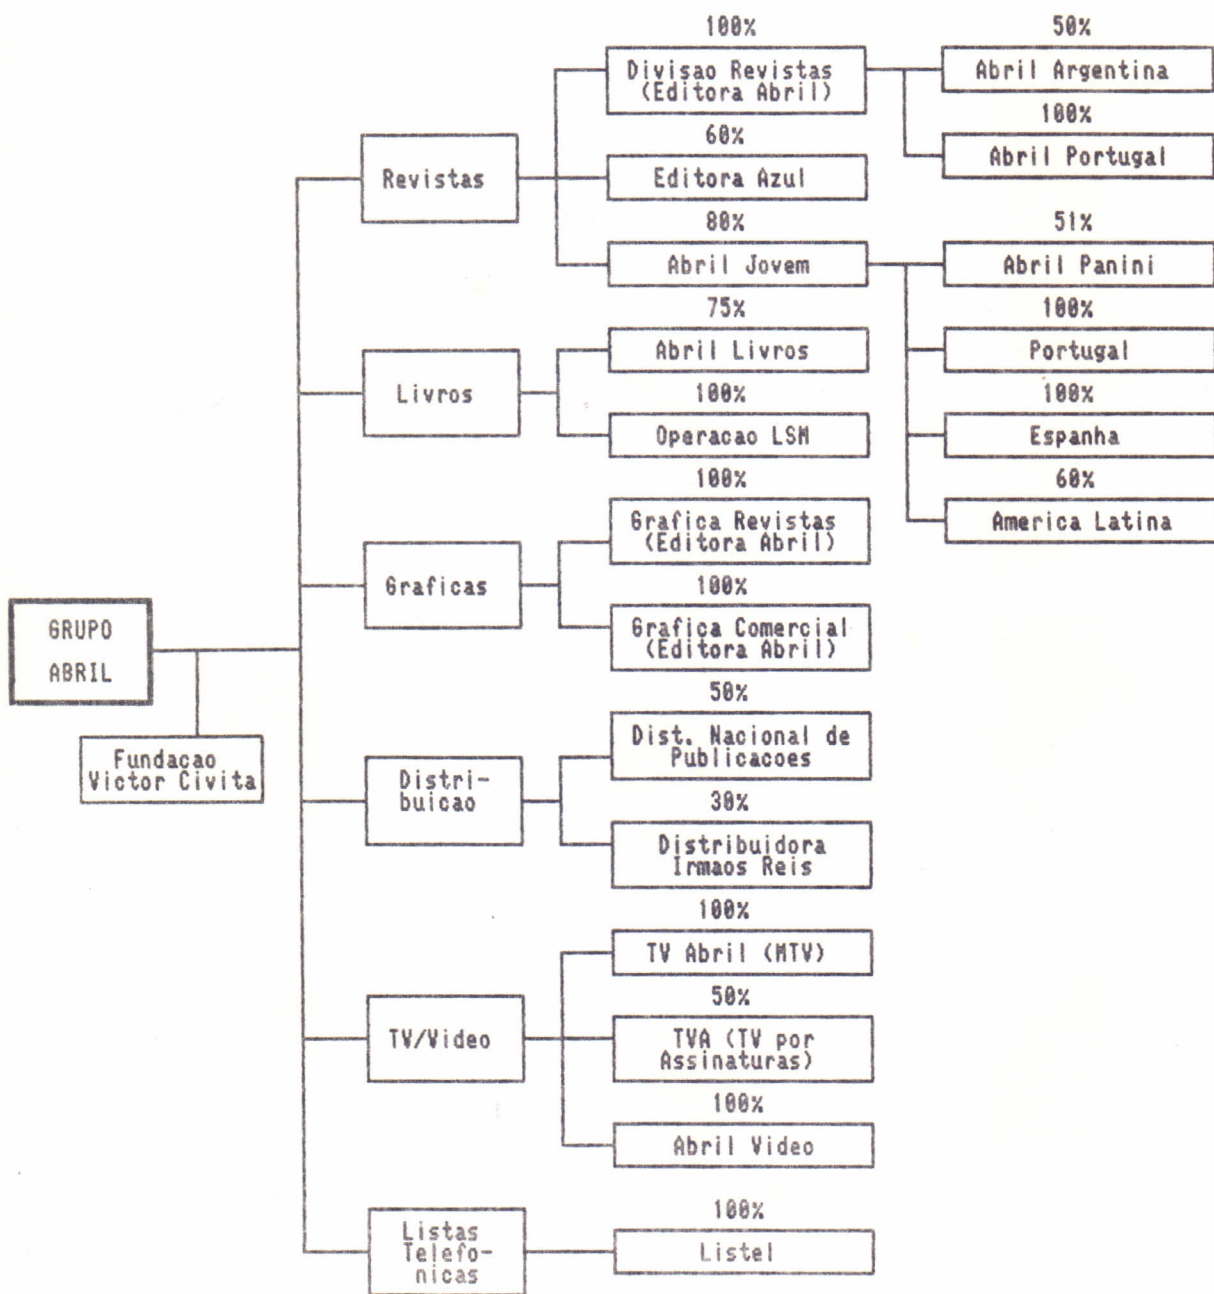 100%
50%
Divisao Revistas
(Editora Abril)
Abril Argentina
100%
Abril Portugal
Revistas
60%
Editora Azul
80%
51%
Abril Jovem
Abril Panini
75%
100%
Abril Livros
Portugal
Livros
100%
100%
Operacao LSM
Espanha
100%
60%
Grafica Revistas
(Editora Abril)
America Latina
Graficas
100%
Grafica Comercial
(Editora Abril)
GRUPO
ABRIL
Fundacao
Victor Civita
50%
Dist. Nacional de
Publicacoes
Distri-
buicao
30%
Distribuidora
Irmaos Reis
100%
TV Abril (MTV)
50%
TV/Video
TVA (TV por
Assinaturas)
100%
Abril Video
100%
Listas
Telefo-
nicas
Listel